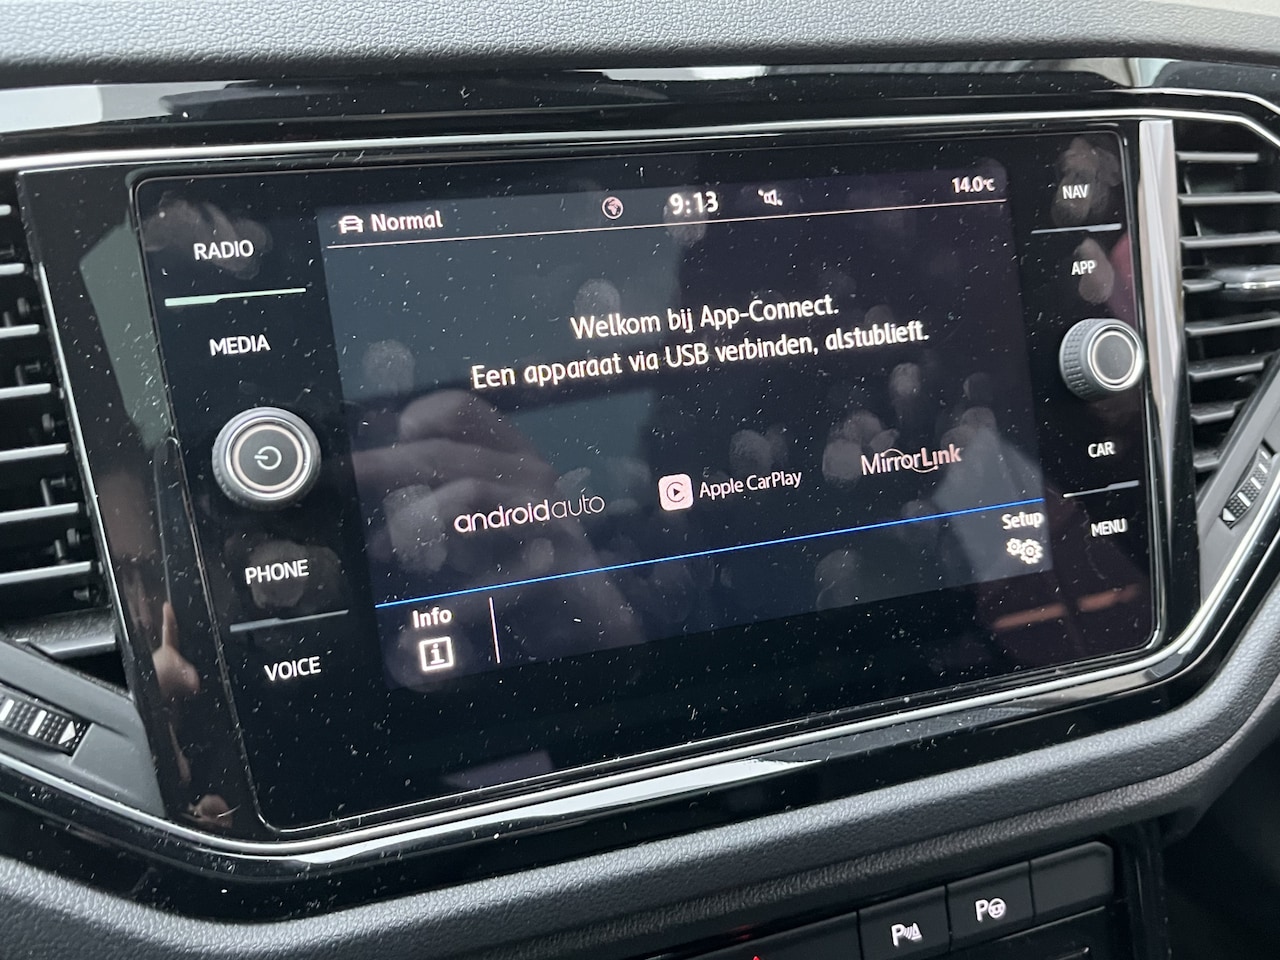 Normal
9:13
14.0°C
NAV
RADIO
APP
MEDIA
Welkom bij App-Connect.
Een apparaat via USB verbinden, alstublieft.
androidauto
Apple CarPlay
MirrorLink
CAR
Setup
MENU
PHONE
Info
i
VOICE
P
P